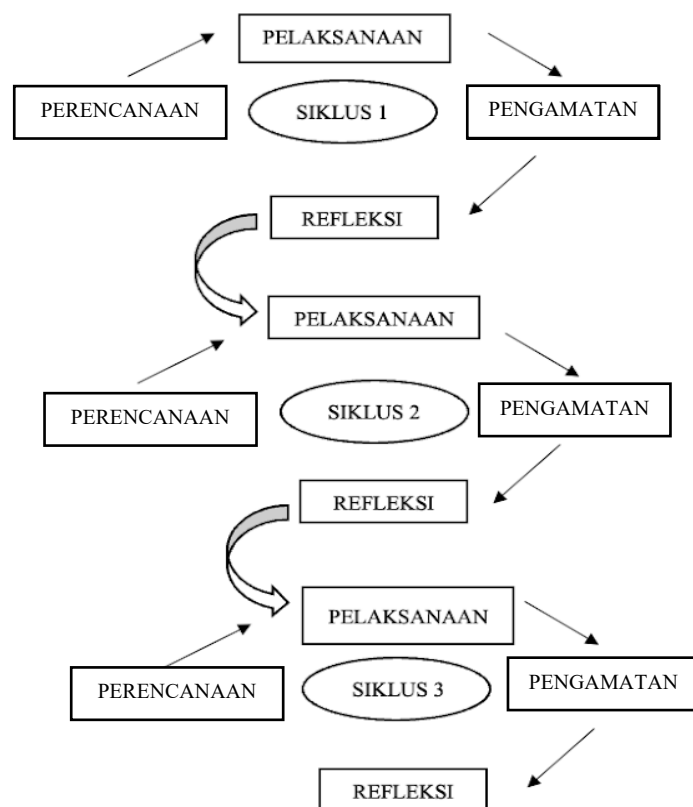 PELAKSANAAN
PERENCANAAN
SIKLUS 1
PENGAMATAN
REFLEKSI
PELAKSANAAN
PERENCANAAN
SIKLUS 2
PENGAMATAN
REFLEKSI
PELAKSANAAN
PERENCANAAN
SIKLUS 3
PENGAMATAN
REFLEKSI